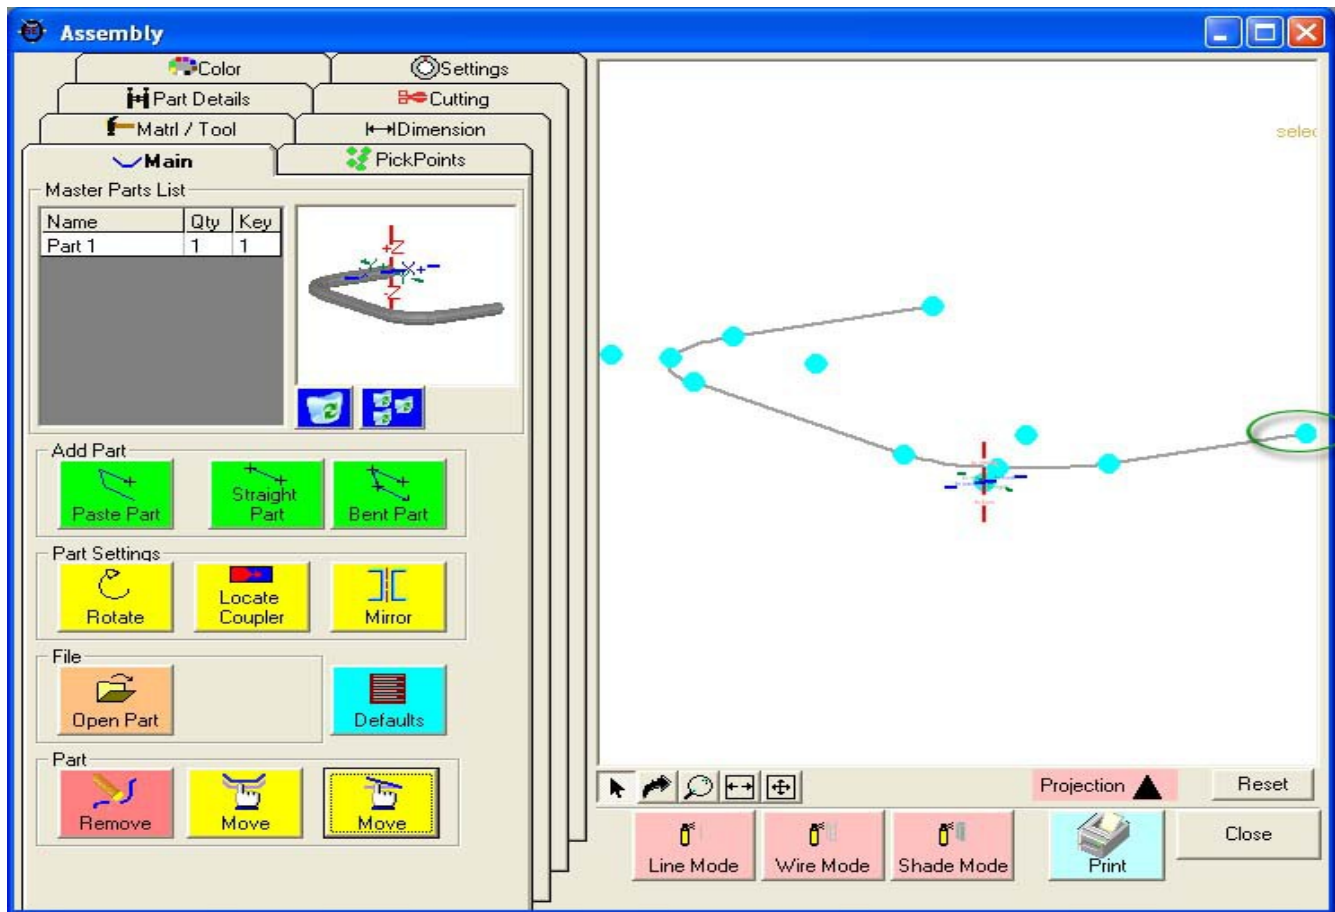 Assembly
Color
Settings
Part Details
Cutting
Matrl / Tool
Dimension
Main
PickPoints
selec
Master Parts List
Name Qty Key
Part 1 1 1
+Z
X+
-Z
Add Part
Paste Part
Straight Part
Bent Part
Part Settings
Rotate
Locate Coupler
Mirror
File
Open Part
Defaults
Part
Remove
Move
Move
Projection
Reset
Line Mode
Wire Mode
Shade Mode
Print
Close